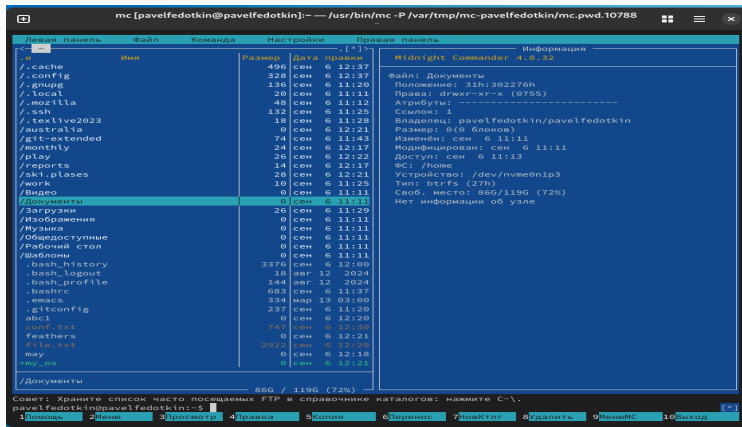 mc [pavelfedotkin@pavelfedotkin]:~ — /usr/bin/mc -P /var/tmp/mc-pavelfedotkin/mc.pwd.10788
Левая панель Файл Команда Настройки Правая панель
<- ~ .[^]>
.и Имя Размер Дата правки
/.cache 496 сен 6 12:37
/.config 328 сен 6 12:37
/.gnupg 136 сен 6 11:20
/.local 20 сен 6 11:11
/.mozilla 48 сен 6 11:12
/.ssh 132 сен 6 11:25
/.texlive2023 18 сен 6 11:28
/australia 0 сен 6 12:21
/git-extended 74 сен 6 11:43
/monthly 24 сен 6 12:17
/play 26 сен 6 12:22
/reports 14 сен 6 12:17
/ski.plases 28 сен 6 12:21
/work 10 сен 6 11:25
/Видео 0 сен 6 11:11
/Документы 0 сен 6 11:11
/Загрузки 26 сен 6 11:29
/Изображения 0 сен 6 11:11
/Музыка 0 сен 6 11:11
/Общедоступные 0 сен 6 11:11
/Рабочий стол 0 сен 6 11:11
/Шаблоны 0 сен 6 11:11
.bash_history 3376 сен 6 12:00
.bash_logout 18 авг 12 2024
.bash_profile 144 авг 12 2024
.bashrc 683 сен 6 11:37
.emacs 334 мар 13 03:00
.gitconfig 237 сен 6 11:20
abc1 0 сен 6 12:20
conf.txt 747 сен 6 12:30
feathers 0 сен 6 12:21
file.txt 2922 сен 6 12:29
may 0 сен 6 12:18
*my_os 0 сен 6 12:21
/Документы
86G / 119G (72%)
Информация
Midnight Commander 4.8.32
Файл: Документы
Положение: 31h:302276h
Права: drwxr-xr-x (0755)
Атрибуты: --------------------------
Ссылок: 1
Владелец: pavelfedotkin/pavelfedotkin
Размер: 0(0 блоков)
Изменён: сен 6 11:11
Модифицирован: сен 6 11:11
Доступ: сен 6 11:13
ФС: /home
Устройство: /dev/nvme0n1p3
Тип: btrfs (27h)
Своб. место: 86G/119G (72%)
Нет информации об узле
Совет: Храните список часто посещаемых FTP в справочнике каталогов: нажмите C-\.
pavelfedotkin@pavelfedotkin:~$ [^]
1Помощь 2Меню 3Просмотр 4Правка 5Копия 6Перенос 7НовКтлг 8Удалить 9МенюMC 10Выход